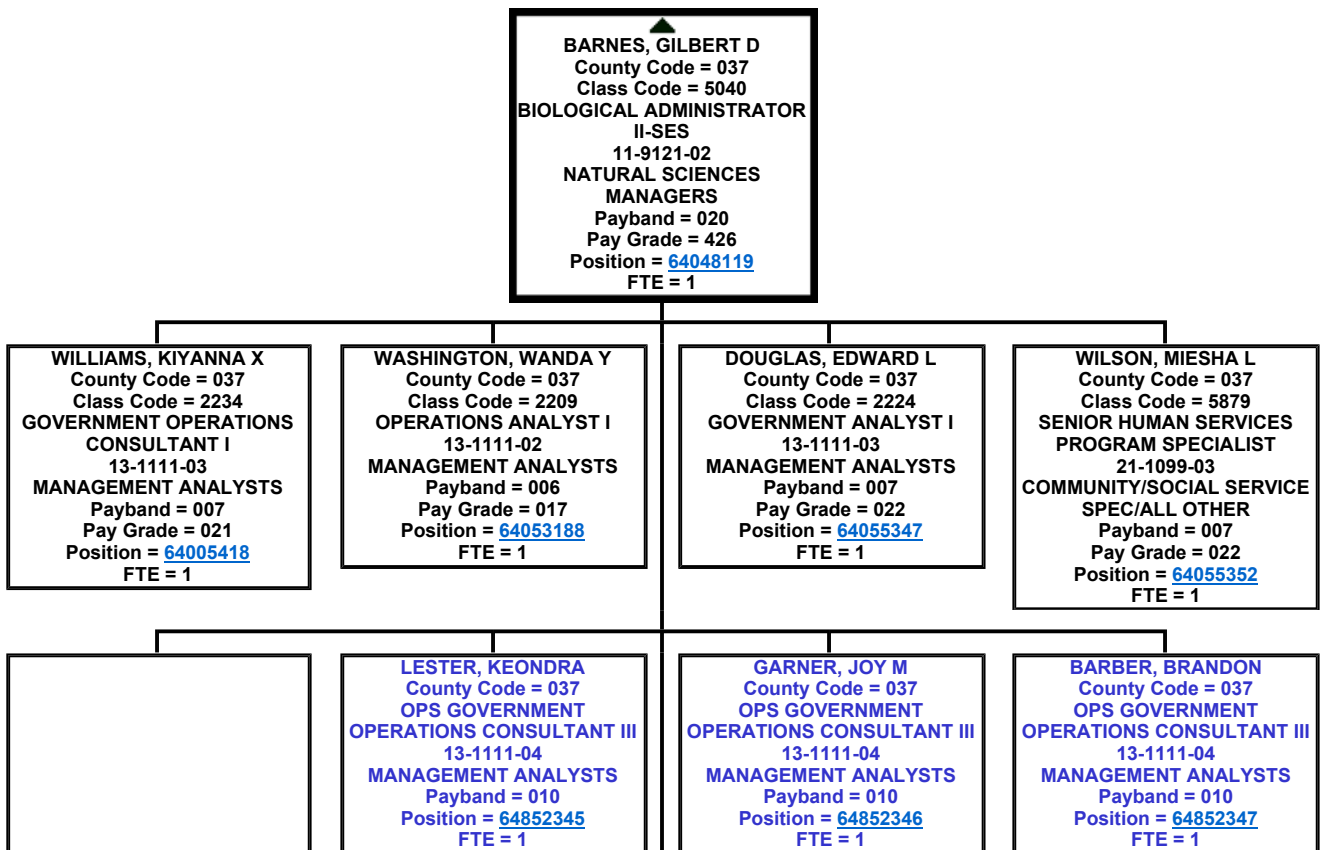 BARNES, GILBERT D
County Code = 037
Class Code = 5040
BIOLOGICAL ADMINISTRATOR
II-SES
11-9121-02
NATURAL SCIENCES
MANAGERS
Payband = 020
Pay Grade = 426
Position = 64048119
FTE = 1
WILLIAMS, KIYANNA X
County Code = 037
Class Code = 2234
GOVERNMENT OPERATIONS
CONSULTANT I
13-1111-03
MANAGEMENT ANALYSTS
Payband = 007
Pay Grade = 021
Position = 64005418
FTE = 1
WASHINGTON, WANDA Y
County Code = 037
Class Code = 2209
OPERATIONS ANALYST I
13-1111-02
MANAGEMENT ANALYSTS
Payband = 006
Pay Grade = 017
Position = 64053188
FTE = 1
DOUGLAS, EDWARD L
County Code = 037
Class Code = 2224
GOVERNMENT ANALYST I
13-1111-03
MANAGEMENT ANALYSTS
Payband = 007
Pay Grade = 022
Position = 64055347
FTE = 1
WILSON, MIESHA L
County Code = 037
Class Code = 5879
SENIOR HUMAN SERVICES
PROGRAM SPECIALIST
21-1099-03
COMMUNITY/SOCIAL SERVICE
SPEC/ALL OTHER
Payband = 007
Pay Grade = 022
Position = 64055352
FTE = 1
LESTER, KEONDRA
County Code = 037
OPS GOVERNMENT
OPERATIONS CONSULTANT III
13-1111-04
MANAGEMENT ANALYSTS
Payband = 010
Position = 64852345
FTE = 1
GARNER, JOY M
County Code = 037
OPS GOVERNMENT
OPERATIONS CONSULTANT III
13-1111-04
MANAGEMENT ANALYSTS
Payband = 010
Position = 64852346
FTE = 1
BARBER, BRANDON
County Code = 037
OPS GOVERNMENT
OPERATIONS CONSULTANT III
13-1111-04
MANAGEMENT ANALYSTS
Payband = 010
Position = 64852347
FTE = 1